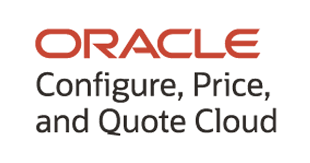 ORACLE
Configure, Price,
and Quote Cloud